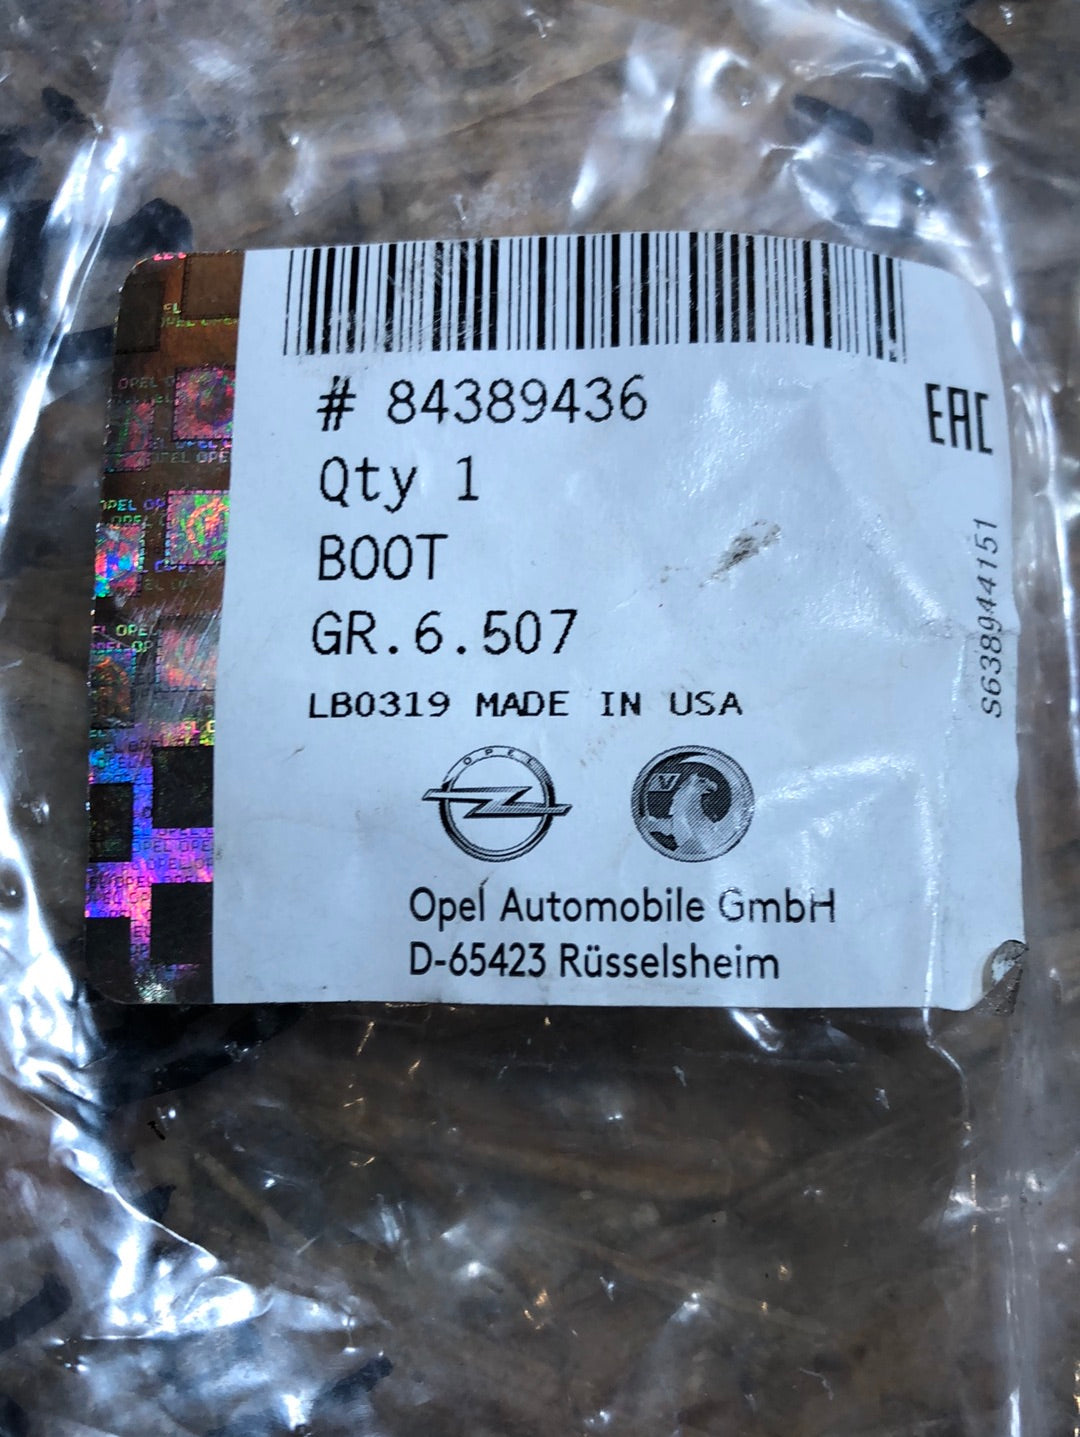 # 84389436
EAC
Qty 1
BOOT
GR.6.507
LB0319 MADE IN USA
S638944151
OPEL
V
Opel Automobile GmbH
D-65423 Rüsselsheim